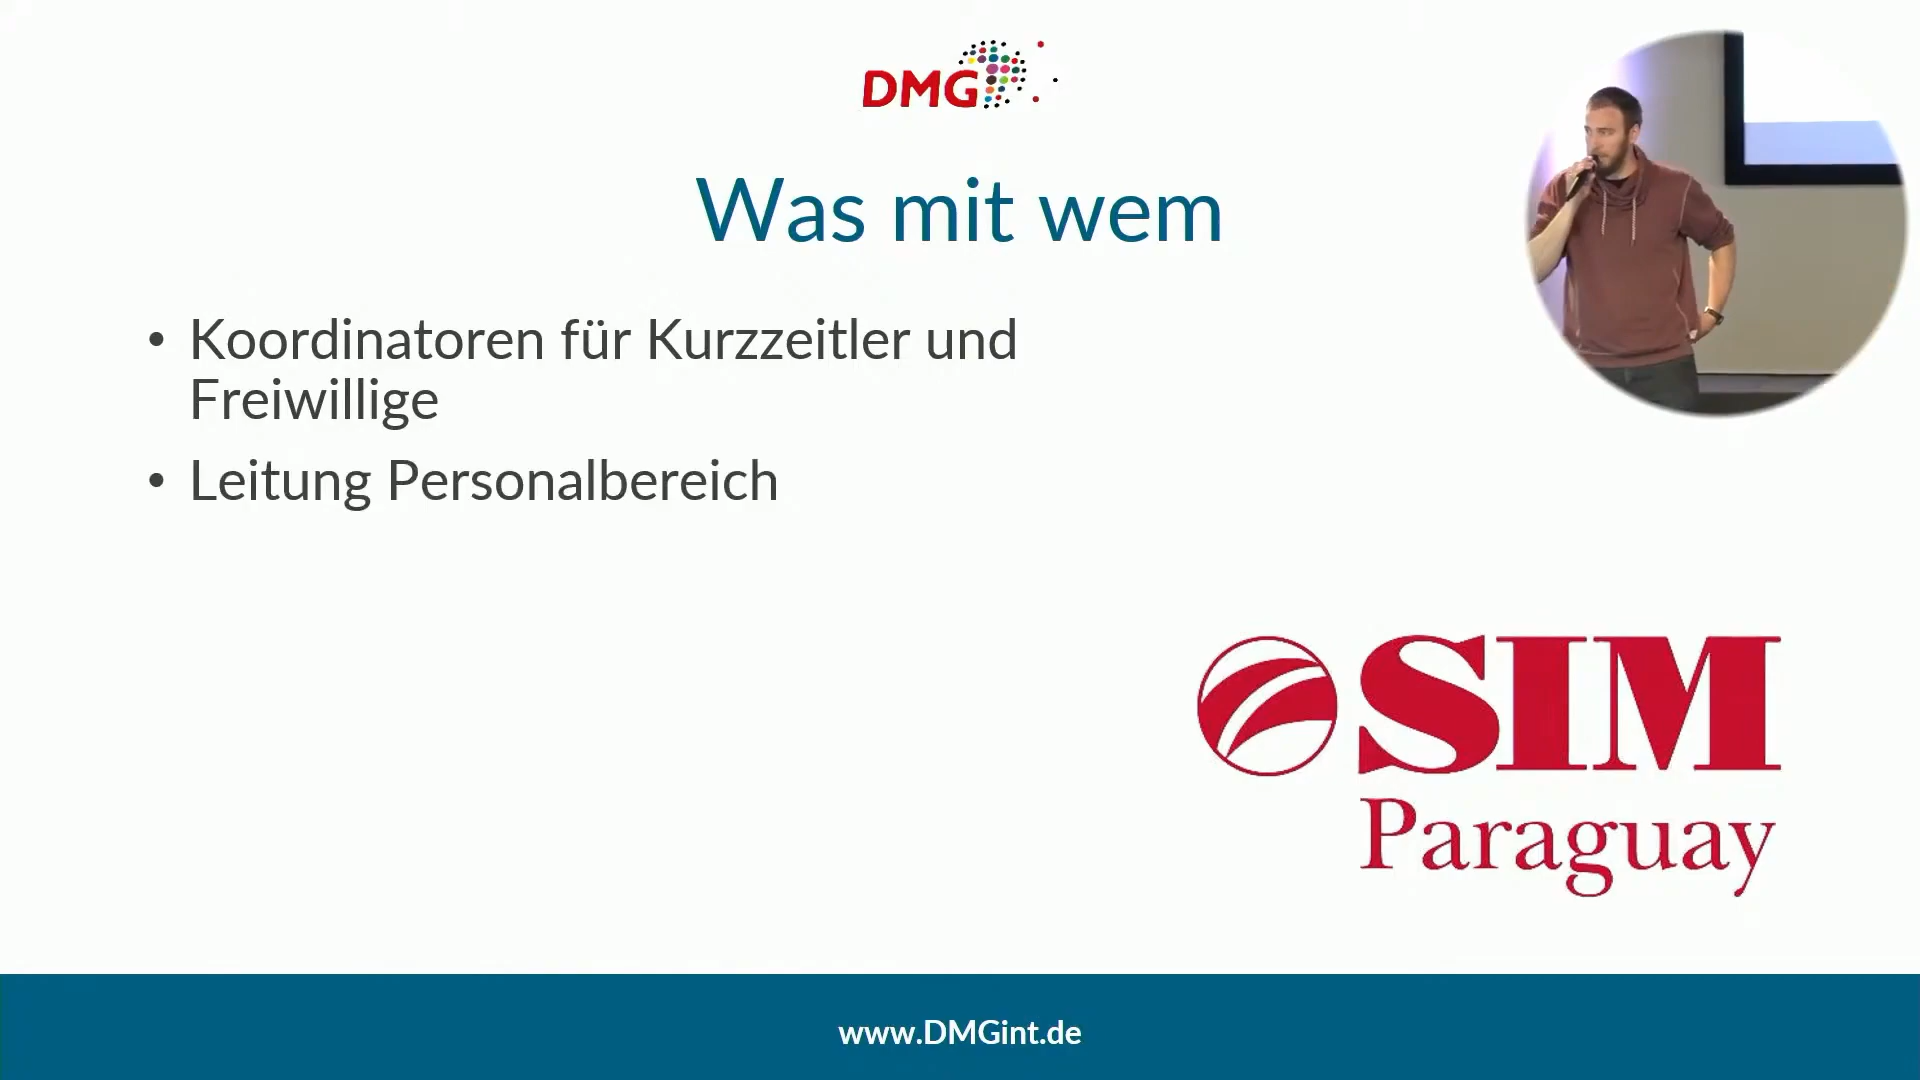 DMG
Was mit wem
• Koordinatoren für Kurzzeitler und
Freiwillige
• Leitung Personalbereich
SIM
Paraguay
www.DMGint.de